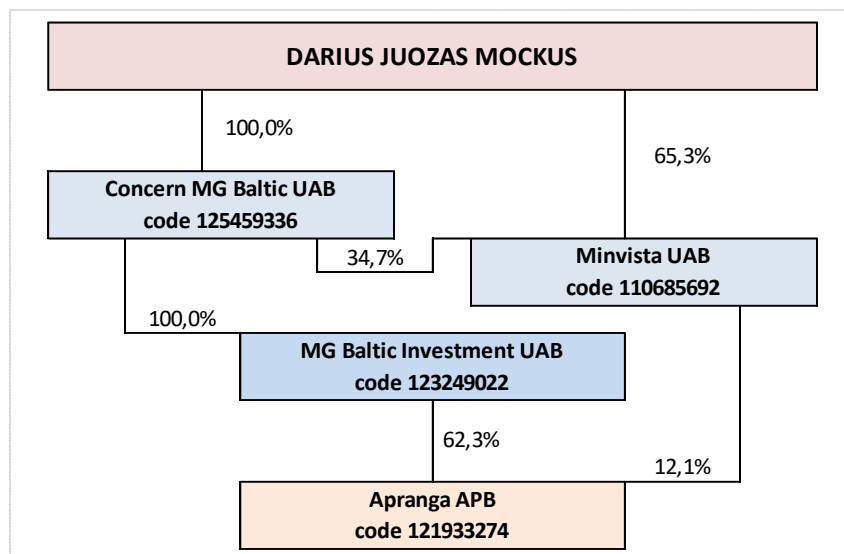 DARIUS JUOZAS MOCKUS
100,0%
65,3%
Concern MG Baltic UAB
code 125459336
34,7%
Minvista UAB
code 110685692
100,0%
MG Baltic Investment UAB
code 123249022
62,3%
12,1%
Apranga APB
code 121933274